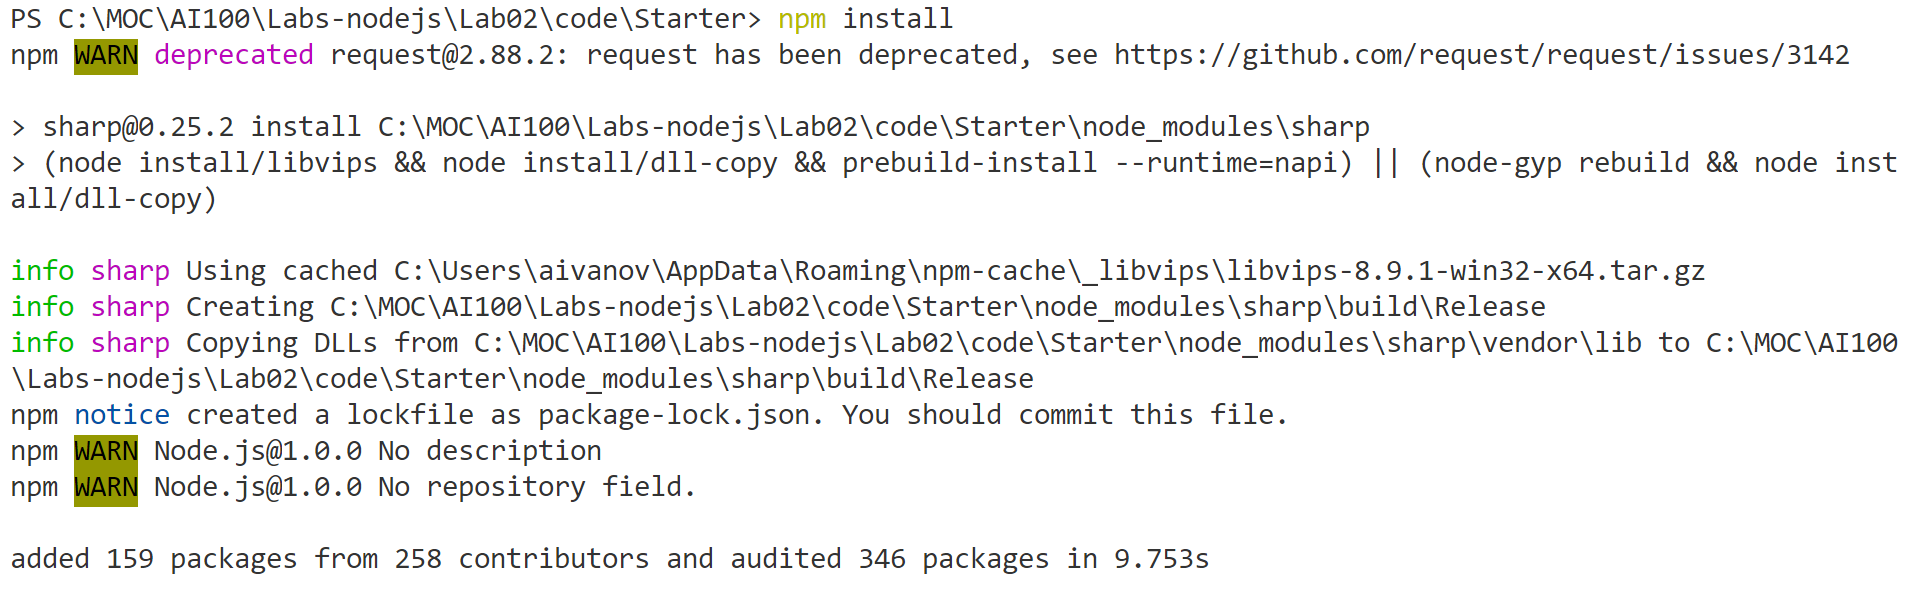 PS C:\MOC\AI100\Labs-nodejs\Lab02\code\Starter> npm install
npm WARN deprecated request@2.88.2: request has been deprecated, see https://github.com/request/request/issues/3142
> sharp@0.25.2 install C:\MOC\AI100\Labs-nodejs\Lab02\code\Starter\node_modules\sharp
> (node install/libvips && node install/dll-copy && prebuild-install --runtime=napi) || (node-gyp rebuild && node inst
all/dll-copy)
info sharp Using cached C:\Users\aivanov\AppData\Roaming\npm-cache\_libvips\libvips-8.9.1-win32-x64.tar.gz
info sharp Creating C:\MOC\AI100\Labs-nodejs\Lab02\code\Starter\node_modules\sharp\build\Release
info sharp Copying DLLs from C:\MOC\AI100\Labs-nodejs\Lab02\code\Starter\node_modules\sharp\vendor\lib to C:\MOC\AI100
\Labs-nodejs\Lab02\code\Starter\node_modules\sharp\build\Release
npm notice created a lockfile as package-lock.json. You should commit this file.
npm WARN Node.js@1.0.0 No description
npm WARN Node.js@1.0.0 No repository field.
added 159 packages from 258 contributors and audited 346 packages in 9.753s